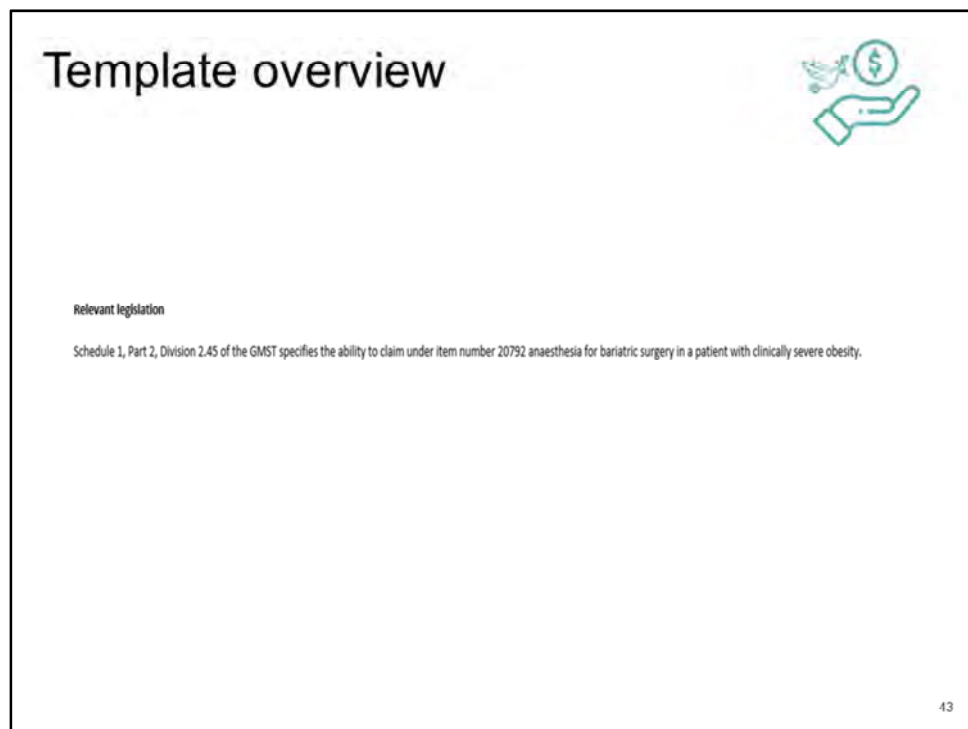 Template overview
$
Relevant legislation
Schedule 1, Part 2, Division 2.45 of the GMST specifies the ability to claim under item number 20792 anaesthesia for bariatric surgery in a patient with clinically severe obesity.
43